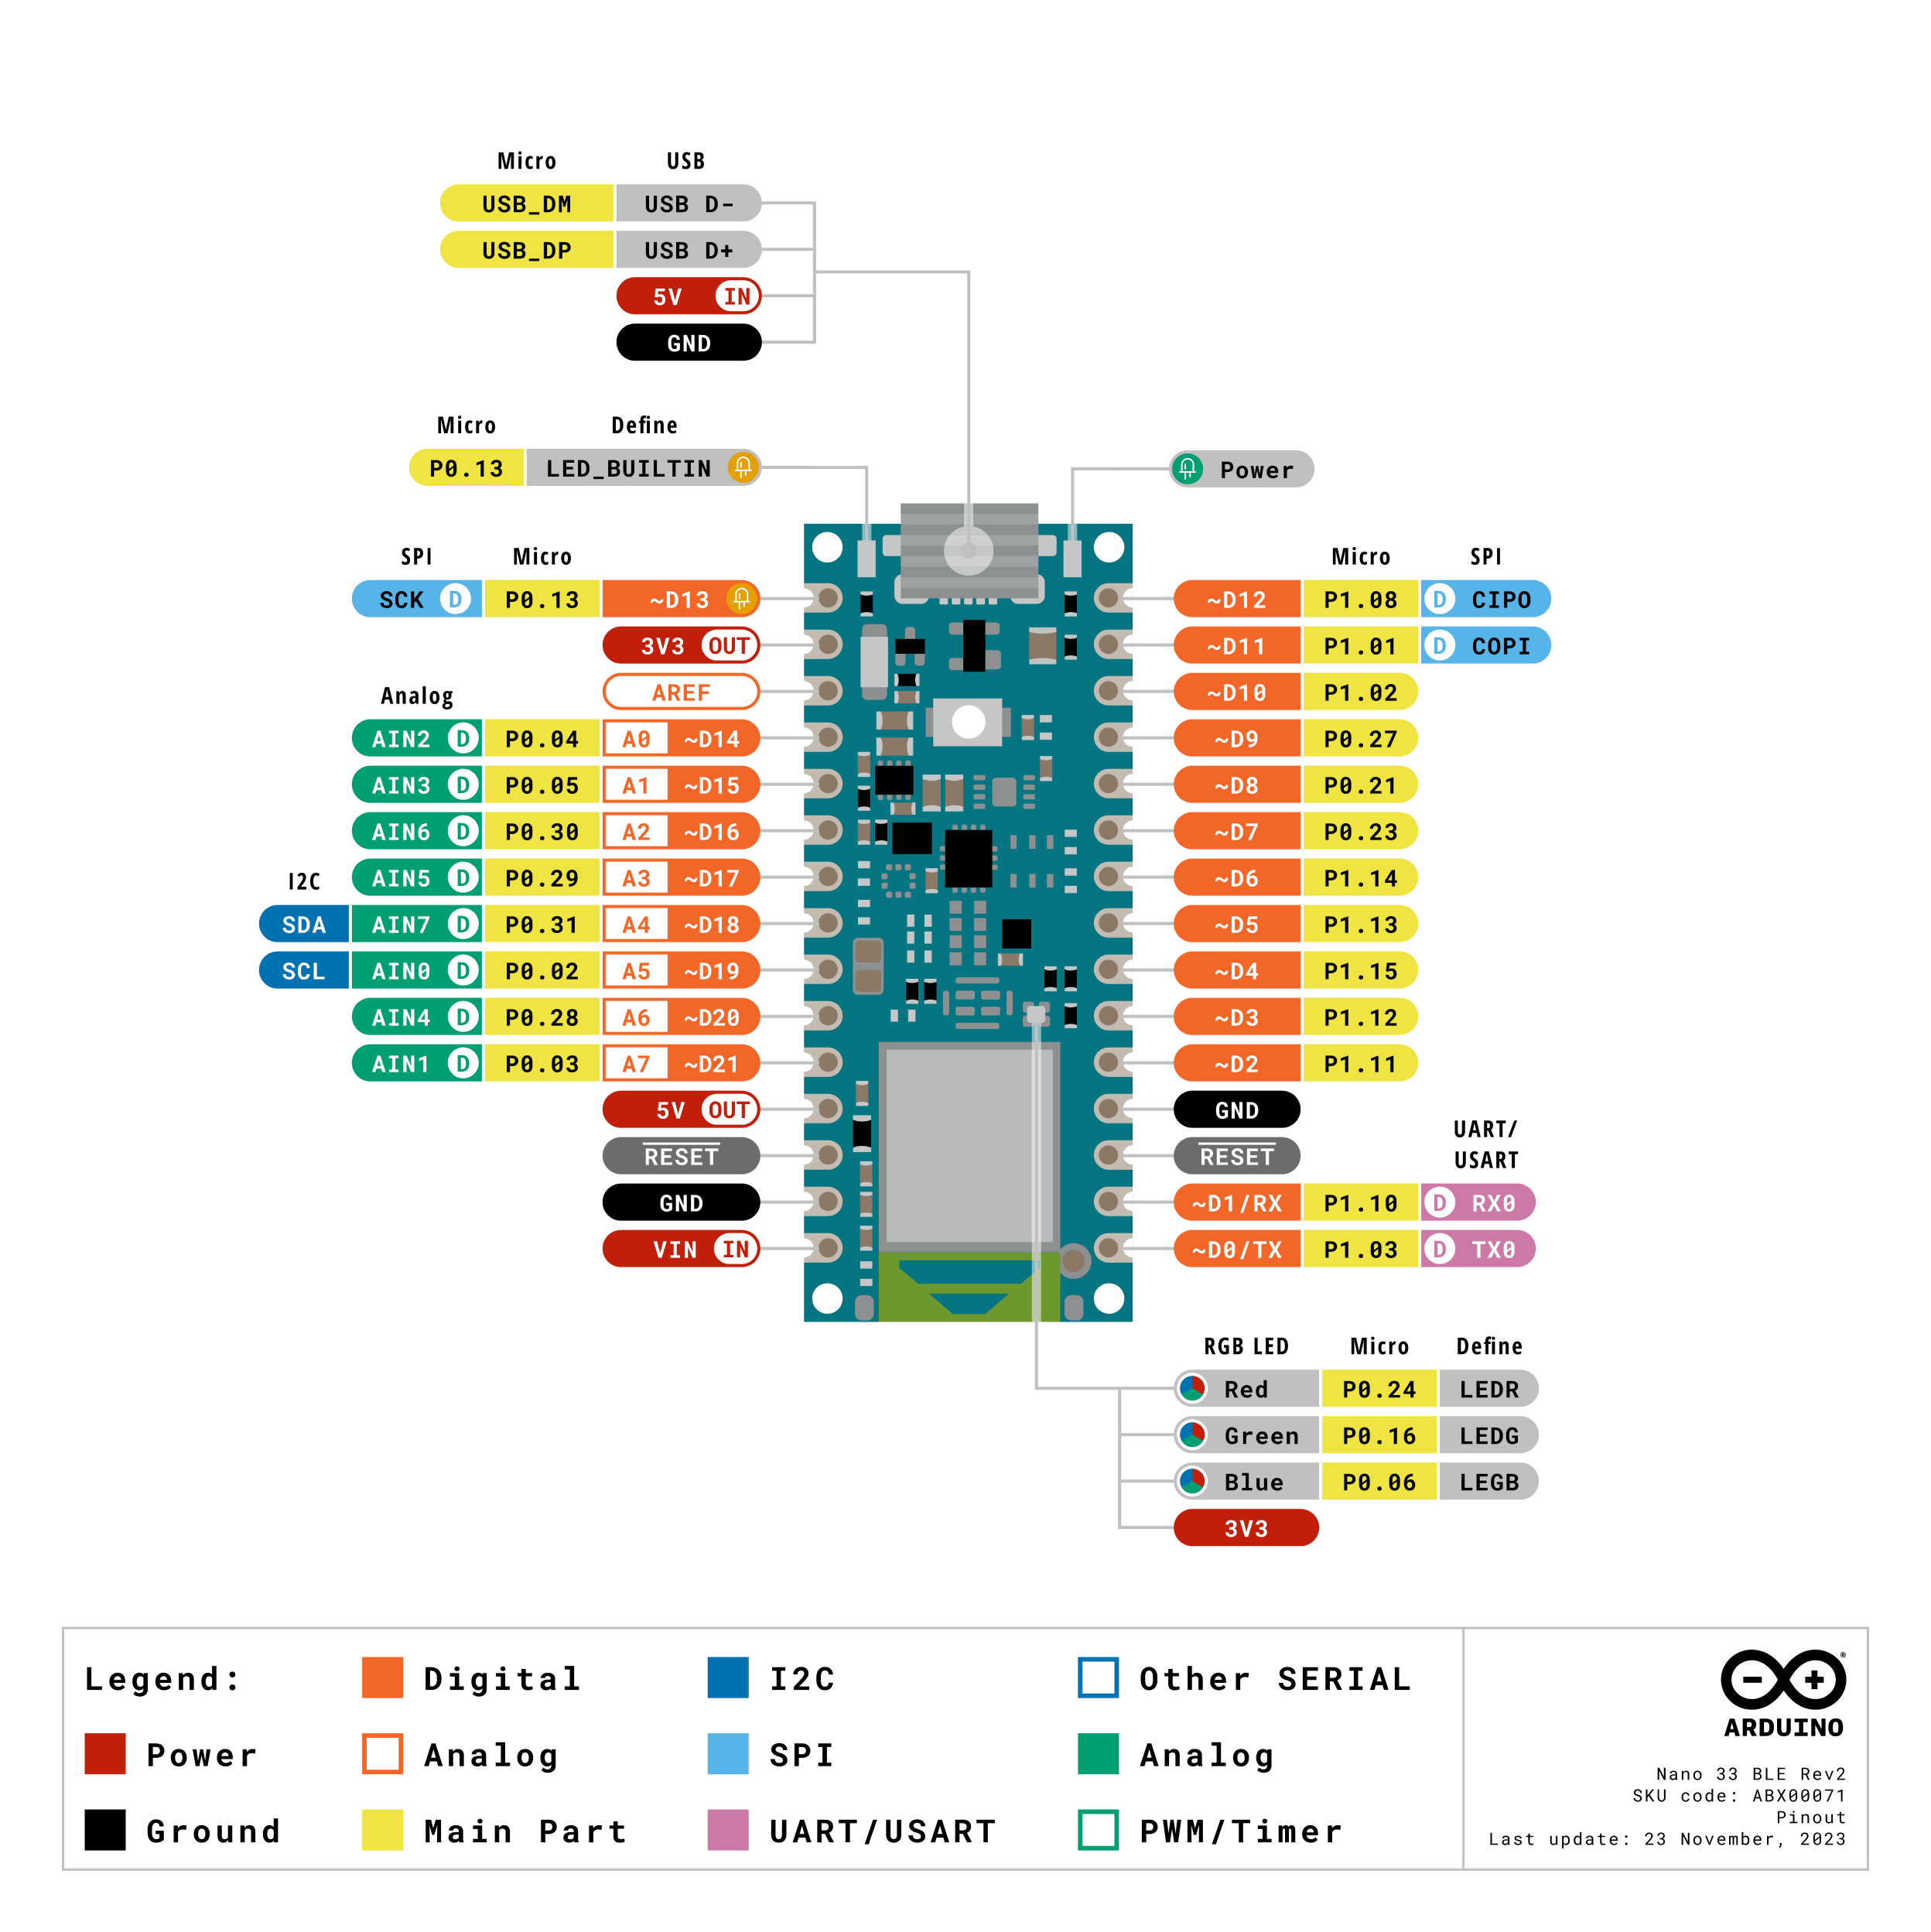 Micro USB
USB_DM USB D-
USB_DP USB D+
5V IN
GND
Micro Define
P0.13 LED_BUILTIN
Power
SPI Micro
SCK D P0.13 ~D13
3V3 OUT
AREF
Analog
AIN2 D P0.04 A0 ~D14
AIN3 D P0.05 A1 ~D15
AIN6 D P0.30 A2 ~D16
AIN5 D P0.29 A3 ~D17
I2C
SDA AIN7 D P0.31 A4 ~D18
SCL AIN0 D P0.02 A5 ~D19
AIN4 D P0.28 A6 ~D20
AIN1 D P0.03 A7 ~D21
5V OUT
RESET
GND
VIN IN
Micro SPI
~D12 P1.08 D CIPO
~D11 P1.01 D COPI
~D10 P1.02
~D9 P0.27
~D8 P0.21
~D7 P0.23
~D6 P1.14
~D5 P1.13
~D4 P1.15
~D3 P1.12
~D2 P1.11
GND
RESET
UART/
USART
~D1/RX P1.10 D RX0
~D0/TX P1.03 D TX0
RGB LED Micro Define
Red P0.24 LEDR
Green P0.16 LEDG
Blue P0.06 LEGB
3V3
Legend:
Power
Ground
Digital
Analog
Main Part
I2C
SPI
UART/USART
Other SERIAL
Analog
PWM/Timer
®
ARDUINO
Nano 33 BLE Rev2
SKU code: ABX00071
Pinout
Last update: 23 November, 2023